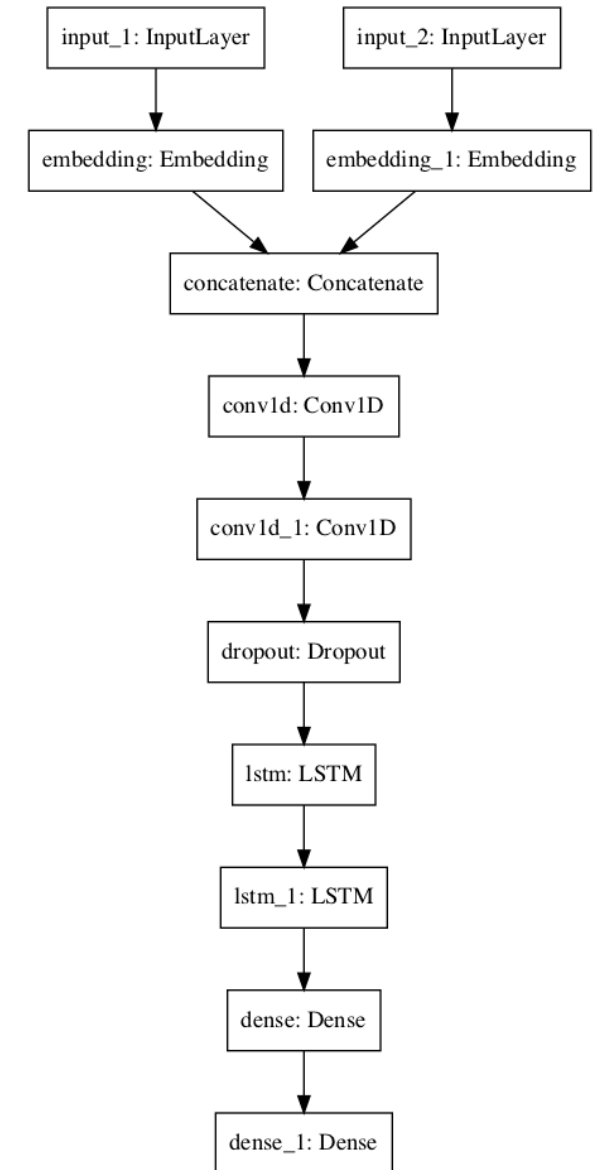 input_1: InputLayer
input_2: InputLayer
embedding: Embedding
embedding_1: Embedding
concatenate: Concatenate
conv1d: Conv1D
conv1d_1: Conv1D
dropout: Dropout
lstm: LSTM
lstm_1: LSTM
dense: Dense
dense_1: Dense